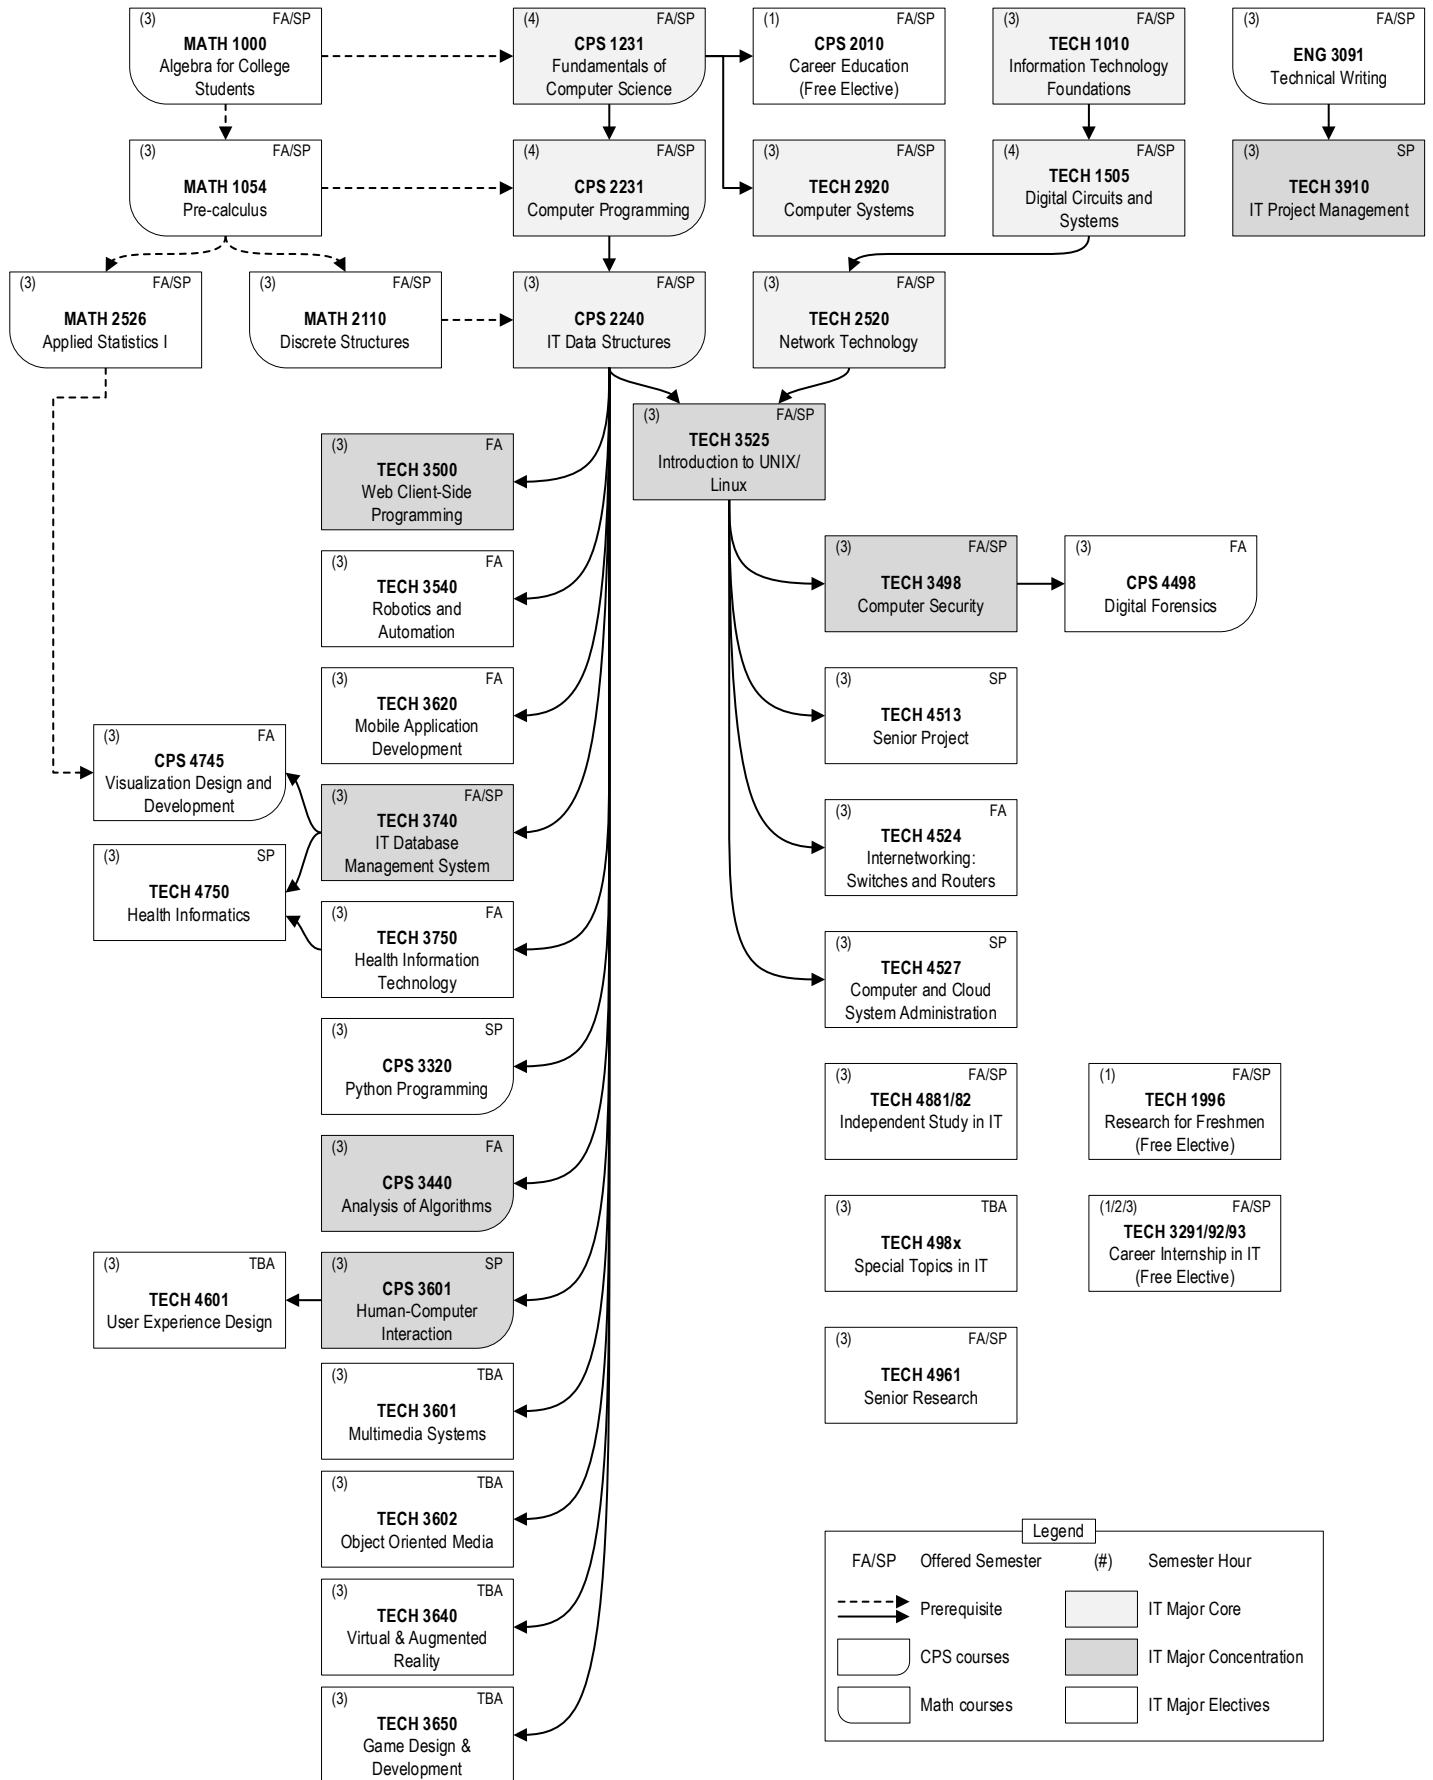 (3) FA/SP
MATH 1000
Algebra for College
Students
(4) FA/SP
CPS 1231
Fundamentals of
Computer Science
(1) FA/SP
CPS 2010
Career Education
(Free Elective)
(3) FA/SP
TECH 1010
Information Technology
Foundations
(3) FA/SP
ENG 3091
Technical Writing
(3) FA/SP
MATH 1054
Pre-calculus
(4) FA/SP
CPS 2231
Computer Programming
(3) FA/SP
TECH 2920
Computer Systems
(4) FA/SP
TECH 1505
Digital Circuits and
Systems
(3) SP
TECH 3910
IT Project Management
(3) FA/SP
MATH 2526
Applied Statistics I
(3) FA/SP
MATH 2110
Discrete Structures
(3) FA/SP
CPS 2240
IT Data Structures
(3) FA/SP
TECH 2520
Network Technology
(3) FA/SP
TECH 3525
Introduction to UNIX/
Linux
(3) FA
TECH 3500
Web Client-Side
Programming
(3) FA
TECH 3540
Robotics and
Automation
(3) FA/SP
TECH 3498
Computer Security
(3) FA
CPS 4498
Digital Forensics
(3) FA
TECH 3620
Mobile Application
Development
(3) SP
TECH 4513
Senior Project
(3) FA
CPS 4745
Visualization Design and
Development
(3) FA/SP
TECH 3740
IT Database
Management System
(3) FA
TECH 4524
Internetworking:
Switches and Routers
(3) SP
TECH 4750
Health Informatics
(3) FA
TECH 3750
Health Information
Technology
(3) SP
TECH 4527
Computer and Cloud
System Administration
(3) SP
CPS 3320
Python Programming
(3) FA/SP
TECH 4881/82
Independent Study in IT
(1) FA/SP
TECH 1996
Research for Freshmen
(Free Elective)
(3) FA
CPS 3440
Analysis of Algorithms
(3) TBA
TECH 498x
Special Topics in IT
(1/2/3) FA/SP
TECH 3291/92/93
Career Internship in IT
(Free Elective)
(3) TBA
TECH 4601
User Experience Design
(3) SP
CPS 3601
Human-Computer
Interaction
(3) FA/SP
TECH 4961
Senior Research
(3) TBA
TECH 3601
Multimedia Systems
(3) TBA
TECH 3602
Object Oriented Media
(3) TBA
TECH 3640
Virtual & Augmented
Reality
(3) TBA
TECH 3650
Game Design &
Development
Legend
FA/SP Offered Semester (#) Semester Hour
Prerequisite IT Major Core
CPS courses IT Major Concentration
Math courses IT Major Electives